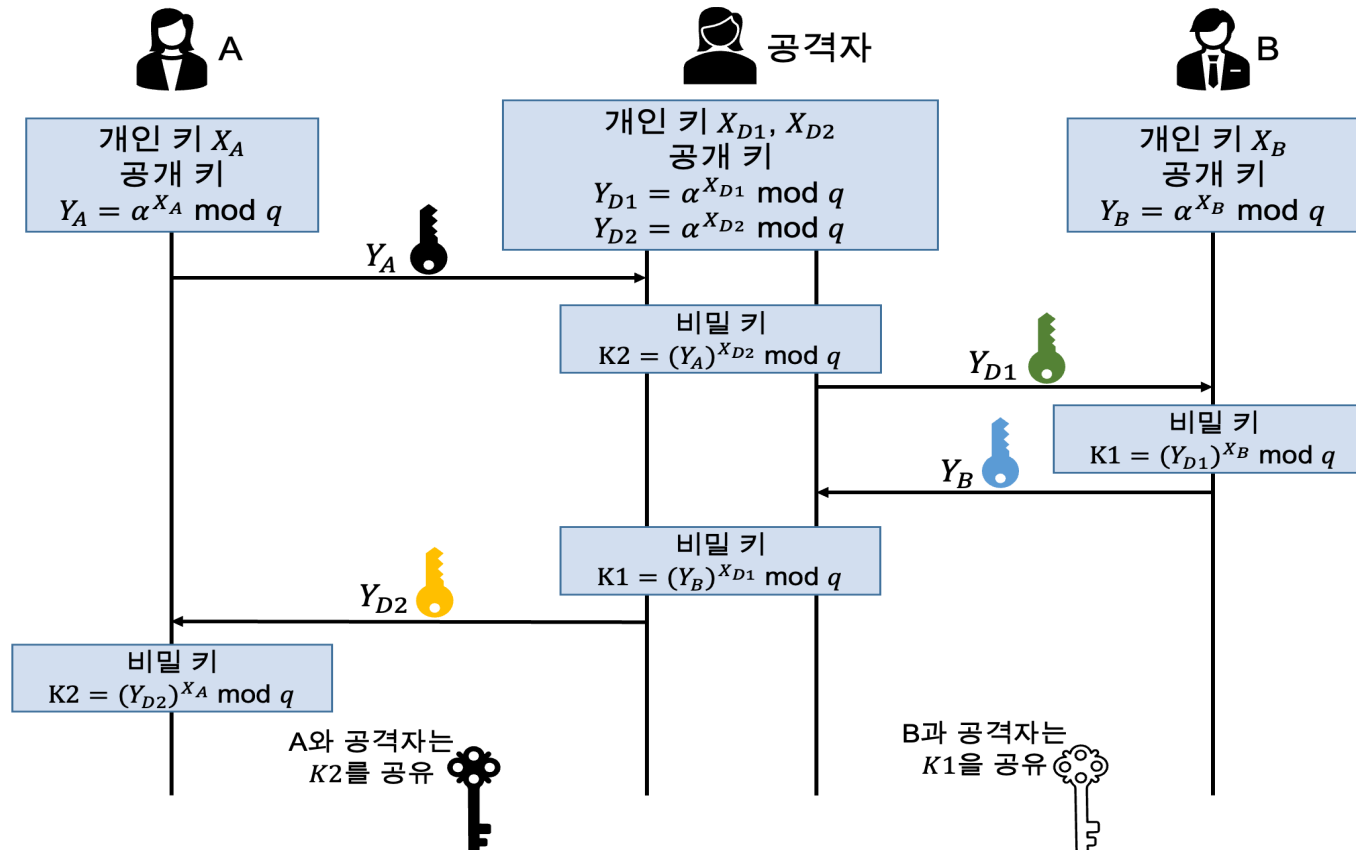 A
공격자
B
개인 키 X_A
공개 키
Y_A = α^{X_A} mod q
개인 키 X_{D1}, X_{D2}
공개 키
Y_{D1} = α^{X_{D1}} mod q
Y_{D2} = α^{X_{D2}} mod q
개인 키 X_B
공개 키
Y_B = α^{X_B} mod q
Y_A
비밀 키
K2 = (Y_A)^{X_{D2}} mod q
Y_{D1}
비밀 키
K1 = (Y_{D1})^{X_B} mod q
Y_B
비밀 키
K1 = (Y_B)^{X_{D1}} mod q
Y_{D2}
비밀 키
K2 = (Y_{D2})^{X_A} mod q
A와 공격자는
K2를 공유
B과 공격자는
K1을 공유